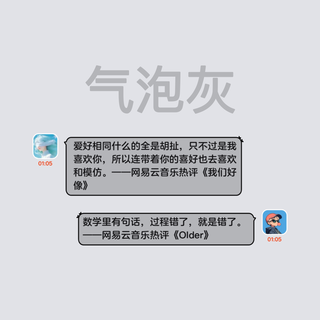 气泡灰
爱好相同什么的全是胡扯，只不过是我
喜欢你，所以连带着你的喜好也去喜欢
和模仿。——网易云音乐热评《我们好
像》
01:05
数学里有句话，过程错了，就是错了。
——网易云音乐热评《Older》
01:05